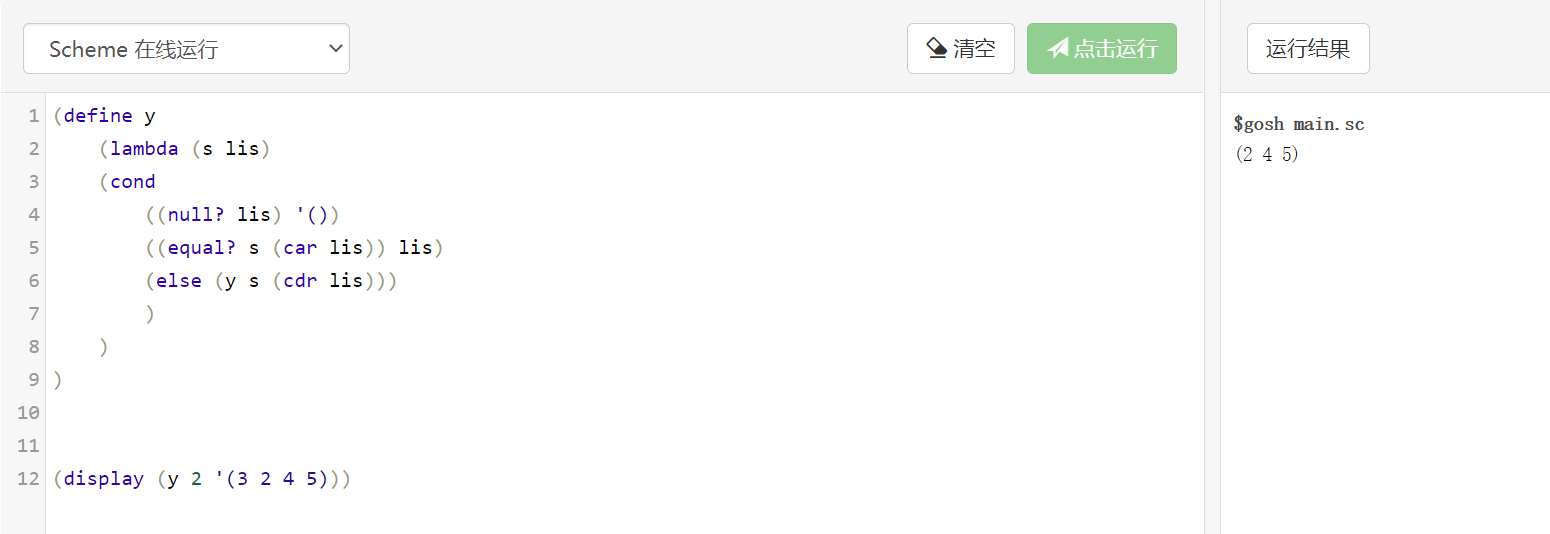 Scheme 在线运行
清空
点击运行
运行结果
1 (define y
2     (lambda (s lis)
3     (cond
4         ((null? lis) '())
5         ((equal? s (car lis)) lis)
6         (else (y s (cdr lis)))
7         )
8     )
9 )
10
11
12 (display (y 2 '(3 2 4 5)))
$gosh main.sc
(2 4 5)